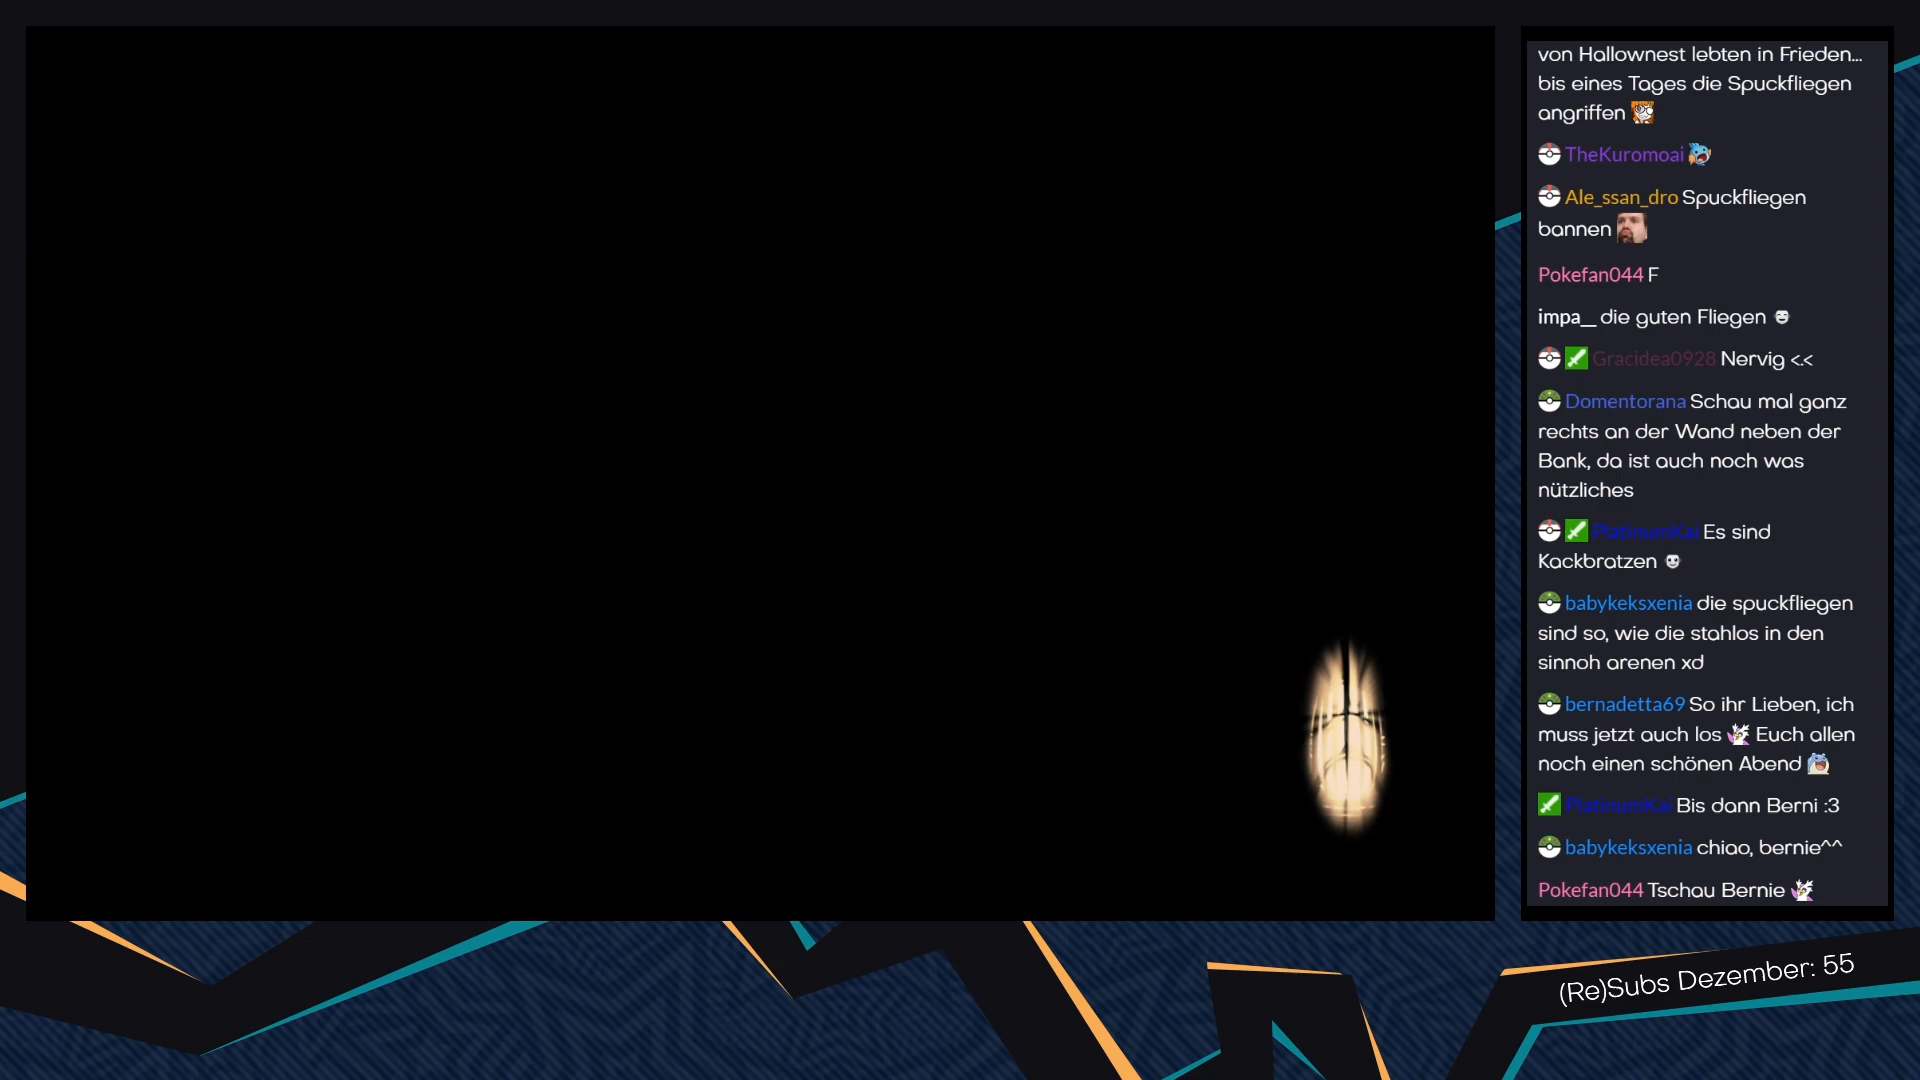 von Hallownest lebten in Frieden...
bis eines Tages die Spuckfliegen
angriffen
TheKuromoai
Ale_ssan_dro Spuckfliegen
bannen
Pokefan044 F
impa__ die guten Fliegen
Gracidea0928 Nervig <.<
Domentorana Schau mal ganz
rechts an der Wand neben der
Bank, da ist auch noch was
nützliches
PlatinumKai Es sind
Kackbratzen
babykeksxenia die spuckfliegen
sind so, wie die stahlos in den
sinnoh arenen xd
bernadetta69 So ihr Lieben, ich
muss jetzt auch los Euch allen
noch einen schönen Abend
PlatinumKai Bis dann Berni :3
babykeksxenia chiao, bernie^^
Pokefan044 Tschau Bernie
(Re)Subs Dezember: 55